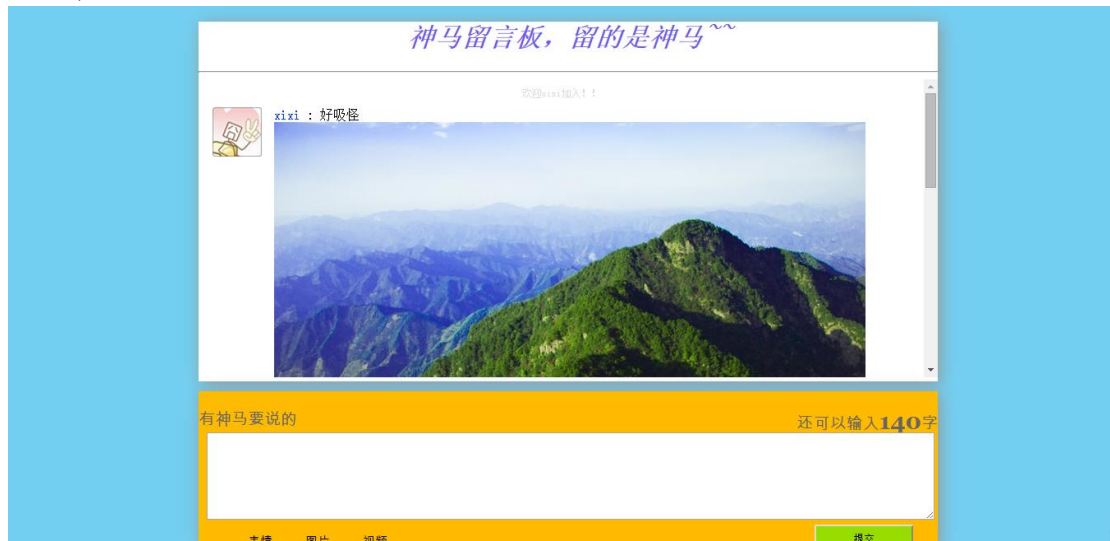 神马留言板，留的是神马~~
欢迎xixi加入！！
xixi : 好吸怪
有神马要说的
还可以输入140字
表情 图片 视频
提交